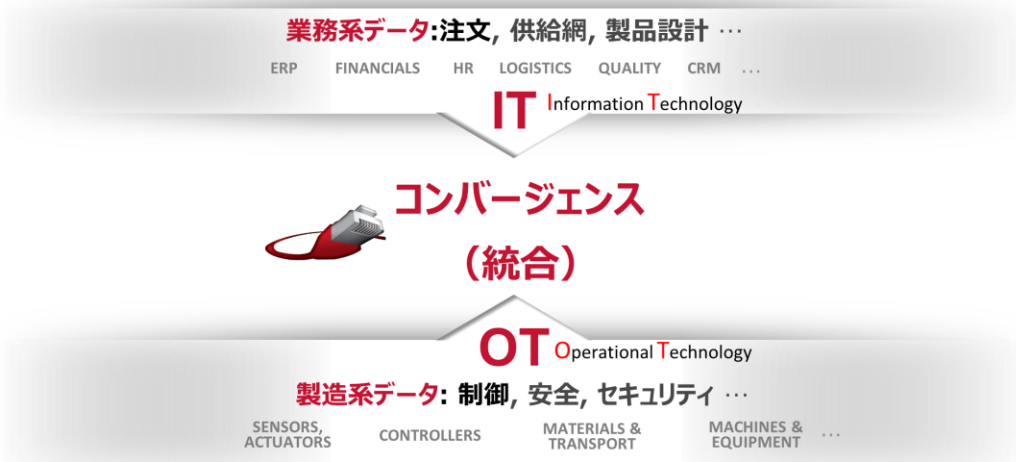 業務系データ:注文, 供給網, 製品設計 …
ERP FINANCIALS HR LOGISTICS QUALITY CRM …
IT Information Technology
コンバージェンス
（統合）
OT Operational Technology
製造系データ: 制御, 安全, セキュリティ …
SENSORS, ACTUATORS CONTROLLERS MATERIALS & TRANSPORT MACHINES & EQUIPMENT …